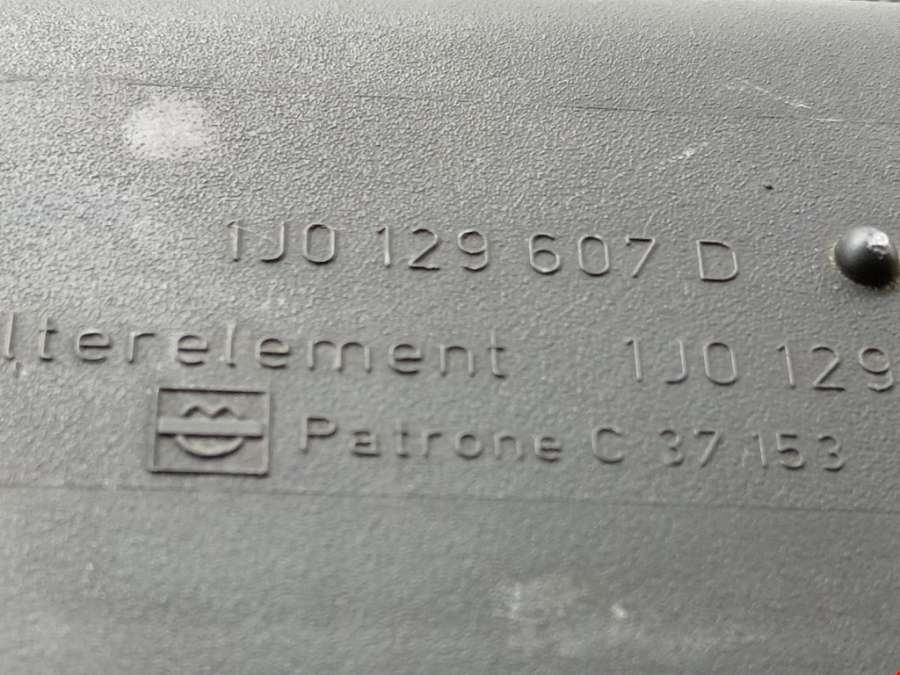 1J0 129 607 D
lterelement 1J0 129
Patrone C 37 153